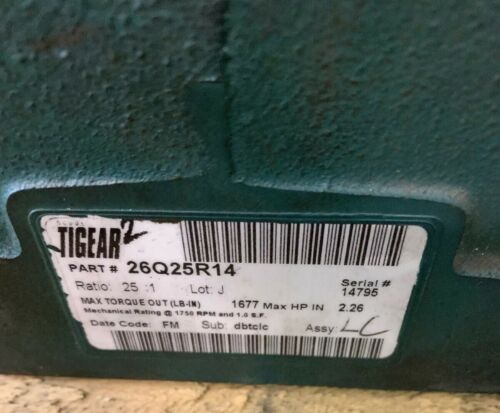 TIGEAR 2
PART # 26Q25R14
Ratio: 25 :1 Lot: J Serial #
14795
MAX TORQUE OUT (LB-IN) 1677 Max HP IN 2.26
Mechanical Rating @ 1750 RPM and 1.0 S.F.
Date Code: FM Sub: dbtclc Assy: LC